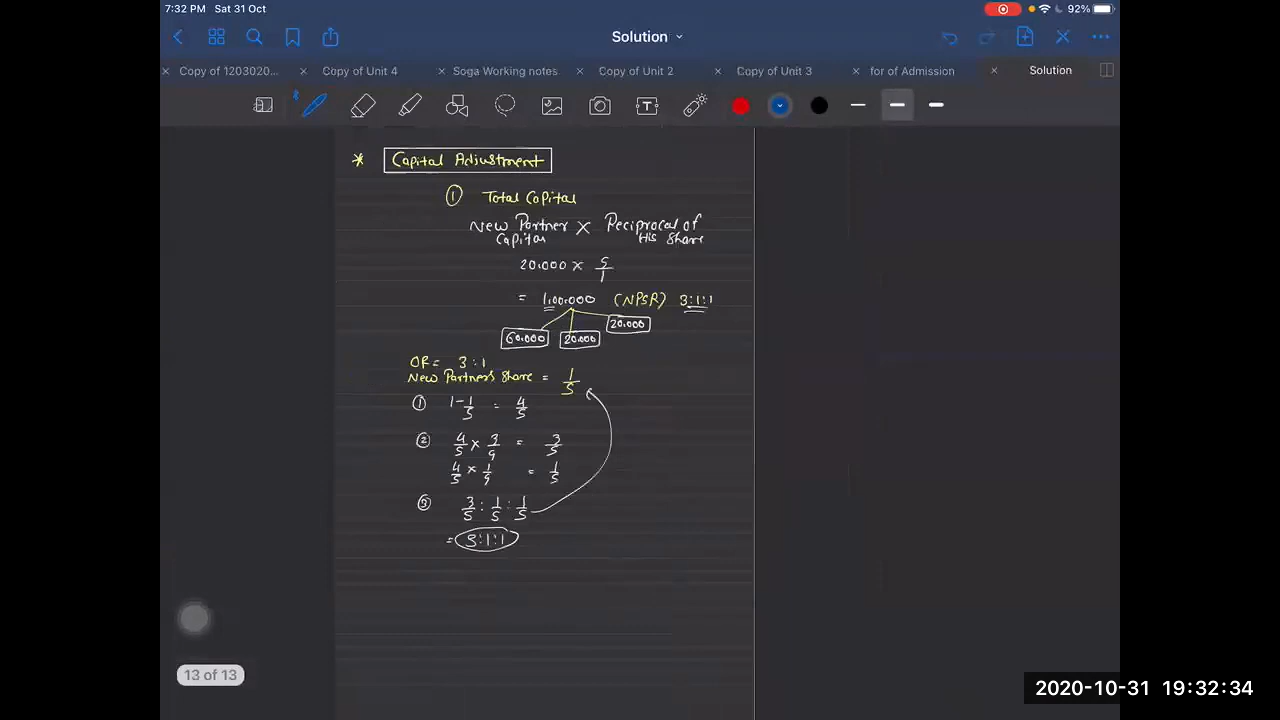 7:32 PM Sat 31 Oct 92%
Solution
Copy of 1203020... Copy of Unit 4 Soga Working notes Copy of Unit 2 Copy of Unit 3 for of Admission Solution
T
* Capital Adjustment
① Total Capital
New Partner Capital × Reciprocal of His Share
20.000 × 5/1
= 1,00.000 (NPSR) 3:1:1
60.000 20.000 20.000
OR = 3:1
New Partners Share = 1/5
① 1-1/5 = 4/5
② 4/5 × 3/4 = 3/5
4/5 × 1/4 = 1/5
③ 3/5 : 1/5 : 1/5
= 3:1:1
13 of 13
2020-10-31 19:32:34